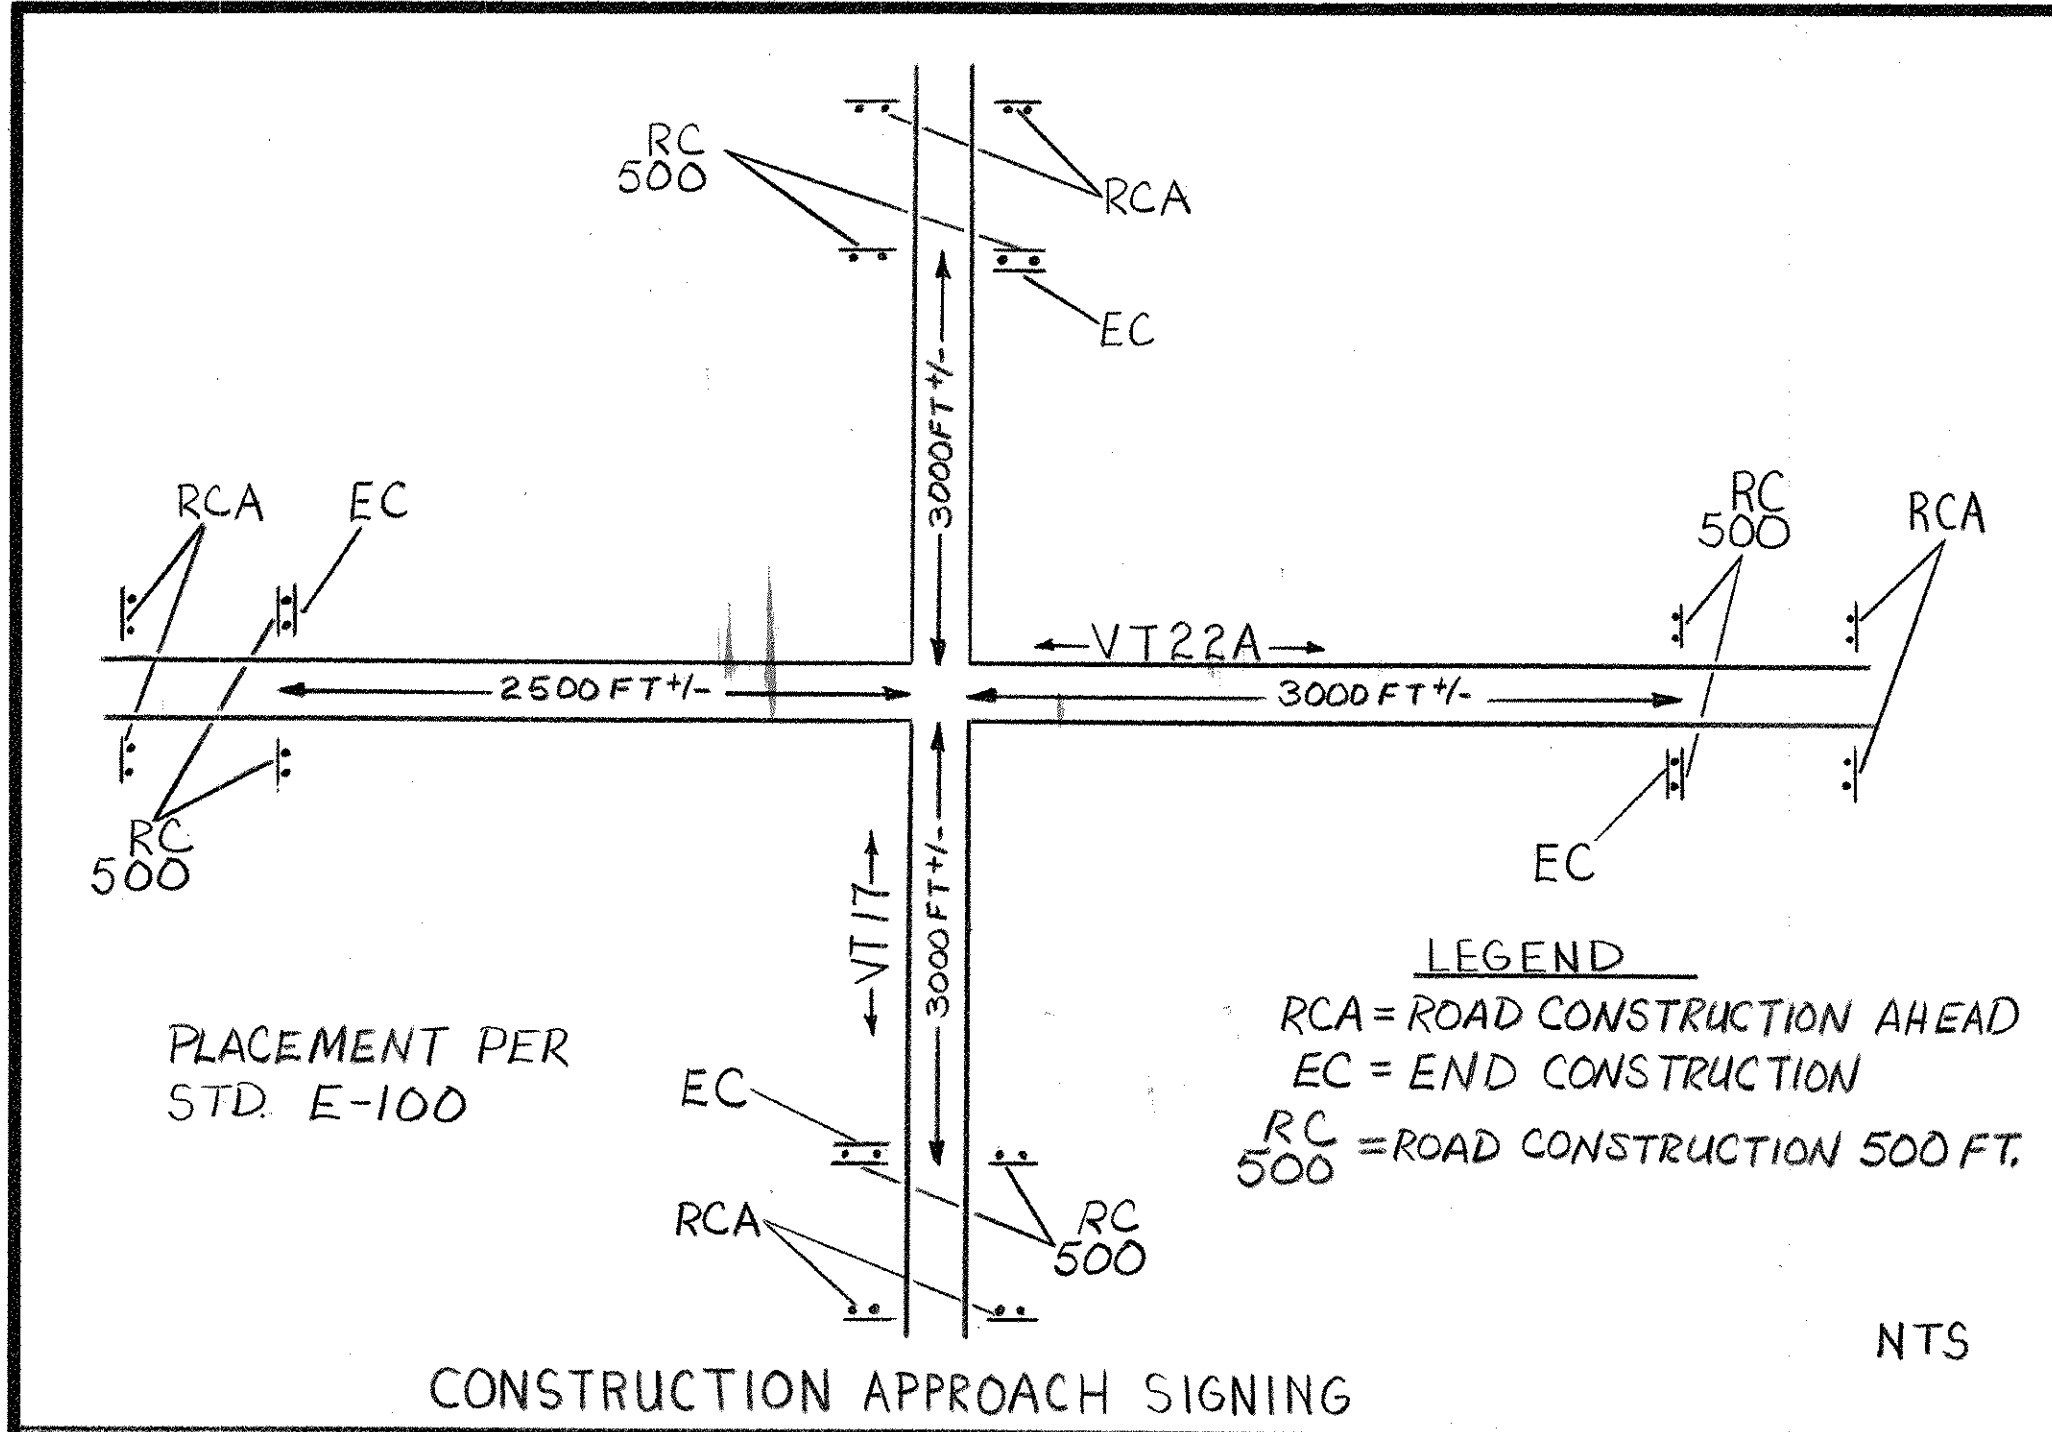 RC
500
RCA
EC
3000FT+/-
RCA
EC
RC
500
RCA
VT22A
2500FT+/-
3000FT+/-
RC
500
EC
VT17
3000FT+/-
LEGEND
RCA = ROAD CONSTRUCTION AHEAD
EC = END CONSTRUCTION
RC
500 = ROAD CONSTRUCTION 500 FT.
PLACEMENT PER
STD. E-100
EC
RCA
RC
500
NTS
CONSTRUCTION APPROACH SIGNING